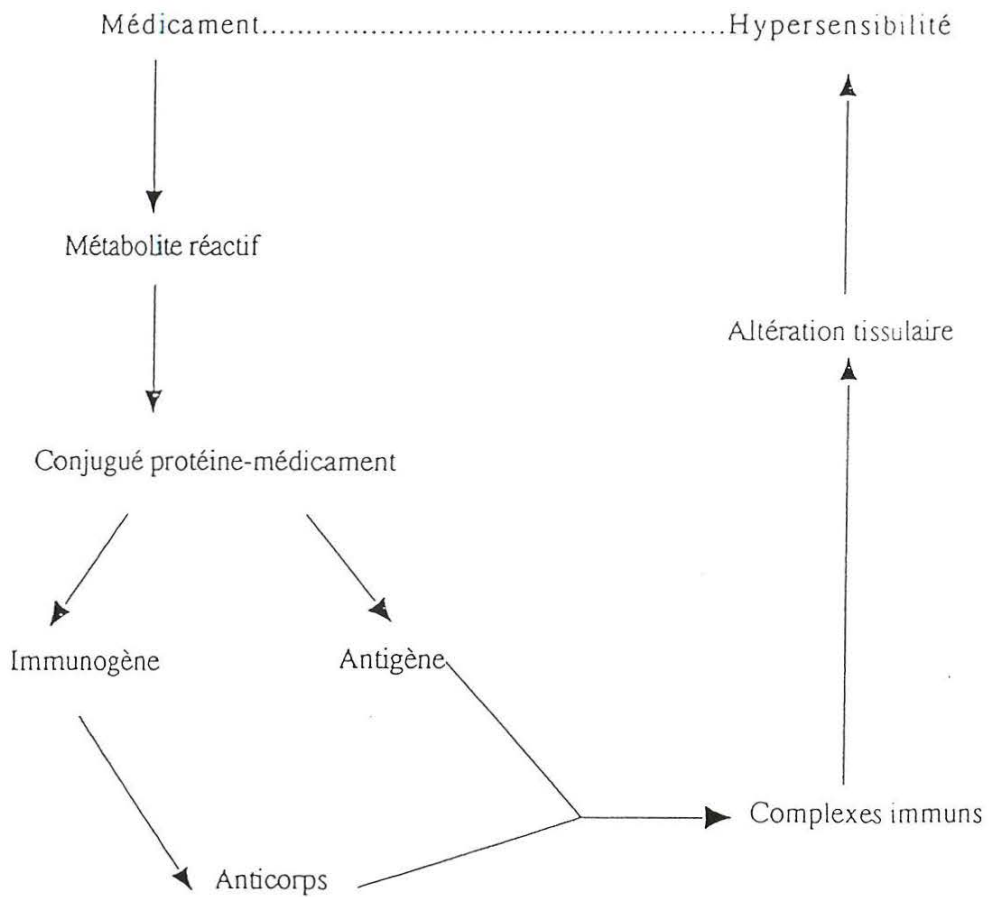 Médicament....................................................Hypersensibilité
Métabolite réactif
Altération tissulaire
Conjugué protéine-médicament
Immunogène
Antigène
Complexes immuns
Anticorps